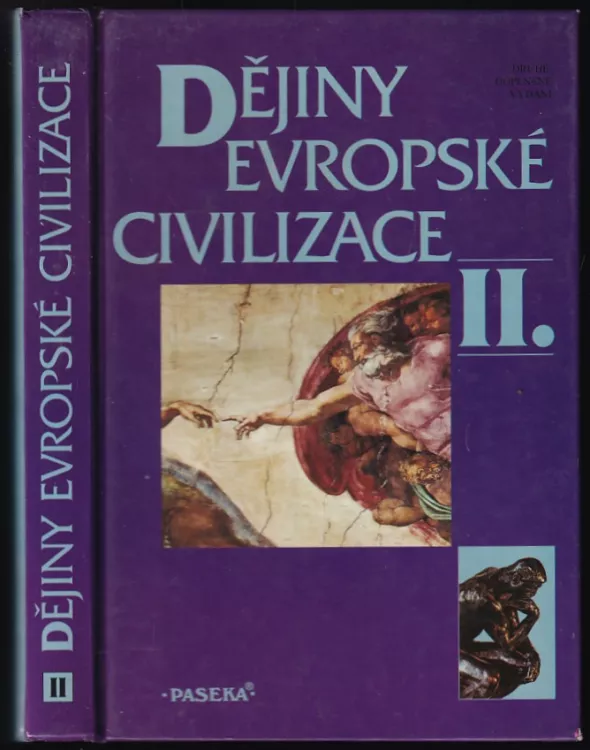 II DĚJINY EVROPSKÉ CIVILIZACE
DĚJINY
EVROPSKÉ
CIVILIZACE
II.
·PASEKA®·